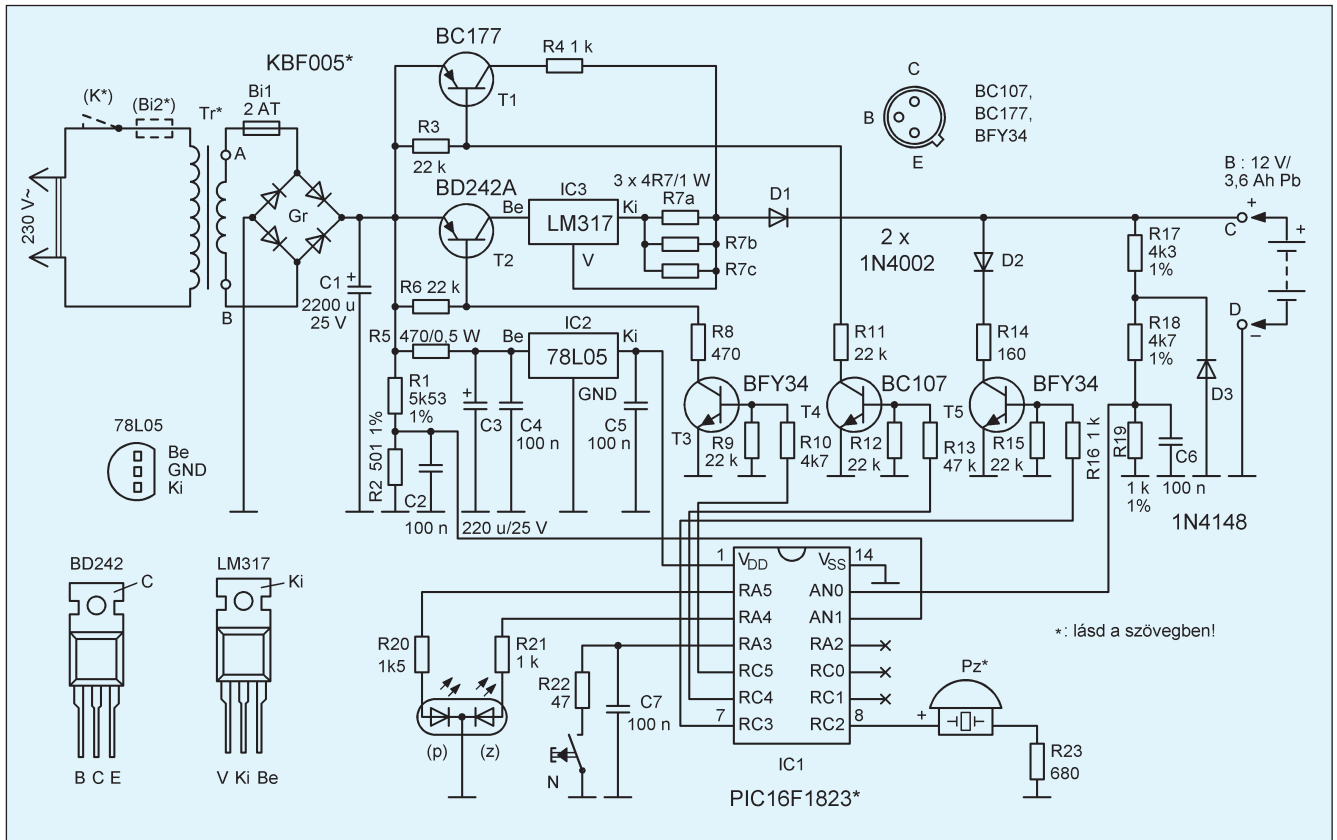 BC177
R4 1 k
T1
KBF005*
(K*)
(Bi2*)
Tr*
Bi1
2 AT
A
B
Gr
230 V~
R3
22 k
BD242A
T2
Be
IC3
LM317
Ki
V
3 x 4R7/1 W
R7a
R7b
R7c
D1
C
B
E
BC107,
BC177,
BFY34
B : 12 V/
3,6 Ah Pb
+
C
+
D
–
2 x
1N4002
D2
R17
4k3
1%
R18
4k7
1%
D3
C1
2200 u
25 V
+
R6 22 k
R5
470/0,5 W
Be
IC2
78L05
Ki
GND
R1
5k53
1%
R2 501 1%
C2
100 n
+
C3
220 u/25 V
C4
100 n
C5
100 n
R8
470
R11
22 k
R14
160
BFY34
T3
R9
22 k
R10
4k7
BC107
T4
R12
22 k
R13
47 k
BFY34
T5
R15
22 k
R16 1 k
R19
1 k
1%
C6
100 n
1N4148
78L05
Be
GND
Ki
BD242
C
B C E
LM317
Ki
V Ki Be
1
VDD
VSS
14
RA5
AN0
RA4
AN1
RA3
RA2
RC5
RC0
RC4
RC1
7
RC3
RC2
8
IC1
PIC16F1823*
R20
1k5
R21
1 k
(p)
(z)
R22
47
N
C7
100 n
*: lásd a szövegben!
Pz*
+
R23
680